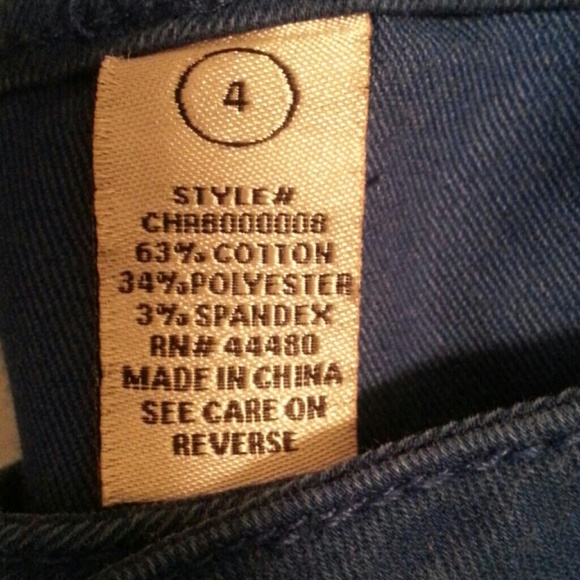 4
STYLE#
CHR8000008
63% COTTON
34% POLYESTER
3% SPANDEX
RN# 44480
MADE IN CHINA
SEE CARE ON
REVERSE